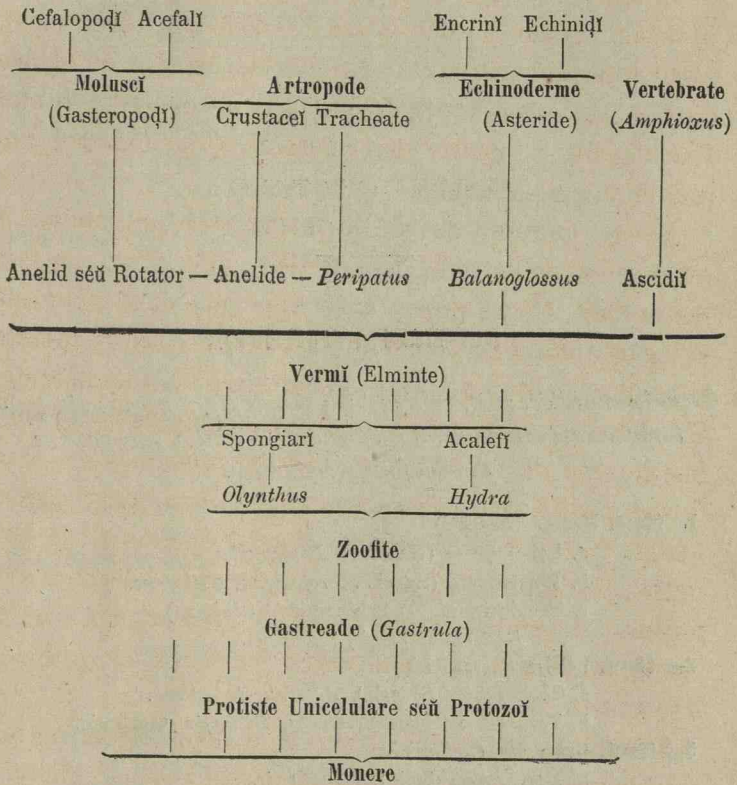 Cefalopodĭ Acefalĭ Encrinĭ Echinidĭ
Moluscĭ Artropode Echinoderme Vertebrate
(Gasteropodĭ) Crustaceĭ Tracheate (Asteride) (Amphioxus)
Anelid séŭ Rotator — Anelide — Peripatus Balanoglossus Ascidiĭ
Vermĭ (Elminte)
Spongiarĭ Acalefĭ
Olynthus Hydra
Zoofite
Gastreade (Gastrula)
Protiste Unicelulare séŭ Protozoĭ
Monere